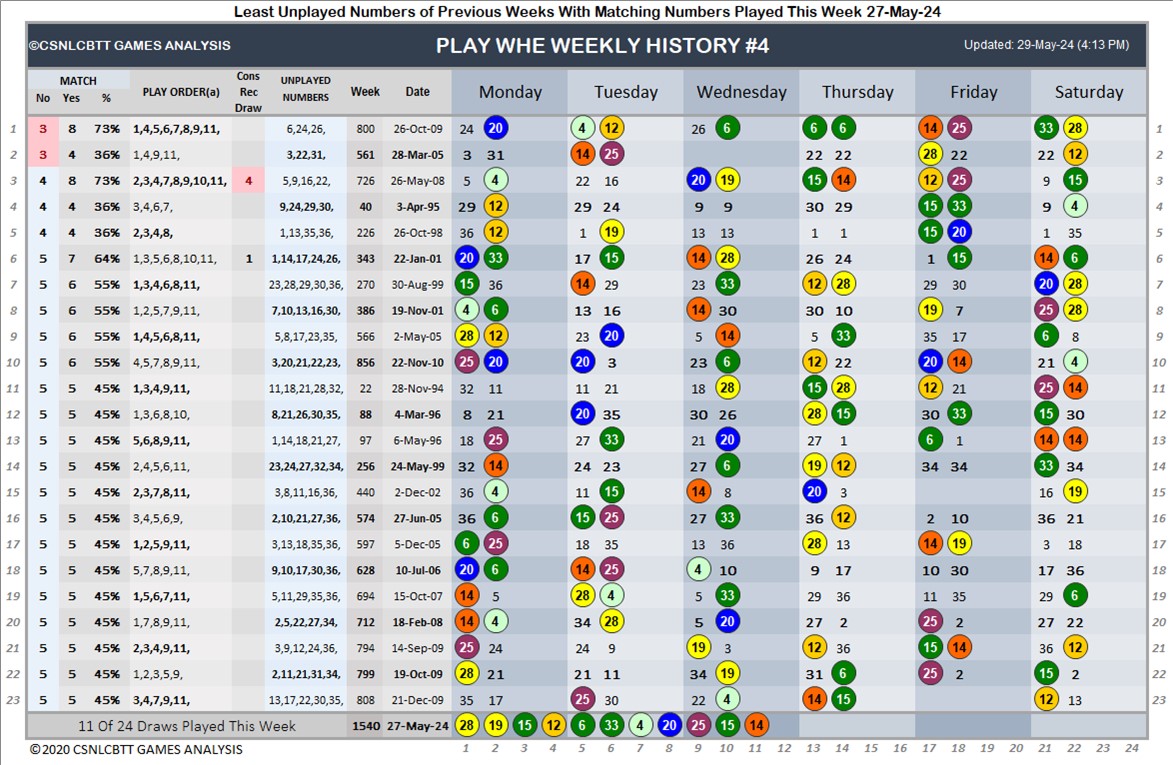 Least Unplayed Numbers of Previous Weeks With Matching Numbers Played This Week 27-May-24
©CSNLCBTT GAMES ANALYSIS PLAY WHE WEEKLY HISTORY #4 Updated: 29-May-24 (4:13 PM)
MATCH
No Yes % PLAY ORDER(a) Cons Rec Draw UNPLAYED NUMBERS Week Date Monday Tuesday Wednesday Thursday Friday Saturday
1 3 8 73% 1,4,5,6,7,8,9,11, 6,24,26, 800 26-Oct-09 24 20 4 12 26 6 6 6 14 25 33 28 1
2 3 4 36% 1,4,9,11, 3,22,31, 561 28-Mar-05 3 31 14 25 22 22 28 22 22 12 2
3 4 8 73% 2,3,4,7,8,9,10,11, 4 5,9,16,22, 726 26-May-08 5 4 22 16 20 19 15 14 12 25 9 15 3
4 4 4 36% 3,4,6,7, 9,24,29,30, 40 3-Apr-95 29 12 29 24 9 9 30 29 15 33 9 4 4
5 4 4 36% 2,3,4,8, 1,13,35,36, 226 26-Oct-98 36 12 1 19 13 13 1 1 15 20 1 35 5
6 5 7 64% 1,3,5,6,8,10,11, 1 1,14,17,24,26, 343 22-Jan-01 20 33 17 15 14 28 26 24 1 15 14 6 6
7 5 6 55% 1,3,4,6,8,11, 23,28,29,30,36, 270 30-Aug-99 15 36 14 29 23 33 12 28 29 30 20 28 7
8 5 6 55% 1,2,5,7,9,11, 7,10,13,16,30, 386 19-Nov-01 4 6 13 16 14 30 30 10 19 7 25 28 8
9 5 6 55% 1,4,5,6,8,11, 5,8,17,23,35, 566 2-May-05 28 12 23 20 5 14 5 33 35 17 6 8 9
10 5 6 55% 4,5,7,8,9,11, 3,20,21,22,23, 856 22-Nov-10 25 20 20 3 23 6 12 22 20 14 21 4 10
11 5 5 45% 1,3,4,9,11, 11,18,21,28,32, 22 28-Nov-94 32 11 11 21 18 28 15 28 12 21 25 14 11
12 5 5 45% 1,3,6,8,10, 8,21,26,30,35, 88 4-Mar-96 8 21 20 35 30 26 28 15 30 33 15 30 12
13 5 5 45% 5,6,8,9,11, 1,14,18,21,27, 97 6-May-96 18 25 27 33 21 20 27 1 6 1 14 14 13
14 5 5 45% 2,4,5,6,11, 23,24,27,32,34, 256 24-May-99 32 14 24 23 27 6 19 12 34 34 33 34 14
15 5 5 45% 2,3,7,8,11, 3,8,11,16,36, 440 2-Dec-02 36 4 11 15 14 8 20 3 16 19 15
16 5 5 45% 3,4,5,6,9, 2,10,21,27,36, 574 27-Jun-05 36 6 15 25 27 33 36 12 2 10 36 21 16
17 5 5 45% 1,2,5,9,11, 3,13,18,35,36, 597 5-Dec-05 6 25 18 35 13 36 28 13 14 19 3 18 17
18 5 5 45% 5,7,8,9,11, 9,10,17,30,36, 628 10-Jul-06 20 6 14 25 4 10 9 17 10 30 17 36 18
19 5 5 45% 1,5,6,7,11, 5,11,29,35,36, 694 15-Oct-07 14 5 28 4 5 33 29 36 11 35 29 6 19
20 5 5 45% 1,7,8,9,11, 2,5,22,27,34, 712 18-Feb-08 14 4 34 28 5 20 27 2 25 2 27 22 20
21 5 5 45% 2,3,4,9,11, 3,9,12,24,36, 794 14-Sep-09 25 24 24 9 19 3 12 36 15 14 36 12 21
22 5 5 45% 1,2,3,5,9, 2,11,21,31,34, 799 19-Oct-09 28 21 21 11 34 19 31 6 25 2 15 2 22
23 5 5 45% 3,4,7,9,11, 13,17,22,30,35, 808 21-Dec-09 35 17 25 30 22 4 14 15 12 13 23
11 Of 24 Draws Played This Week 1540 27-May-24 28 19 15 12 6 33 4 20 25 15 14
© 2020 CSNLCBTT GAMES ANALYSIS 1 2 3 4 5 6 7 8 9 10 11 12 13 14 15 16 17 18 19 20 21 22 23 24